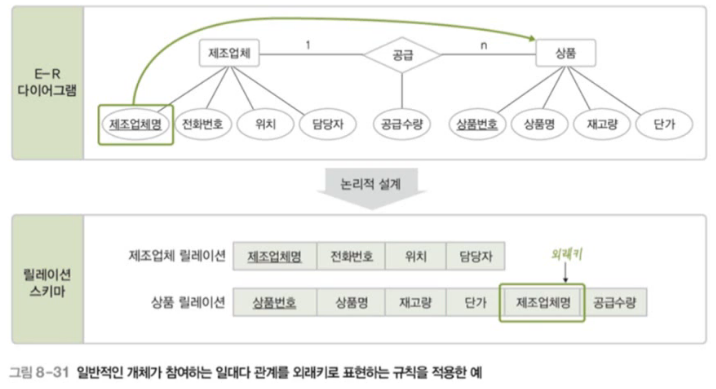 E-R
다이어그램
제조업체 1 공급 n 상품
제조업체명 전화번호 위치 담당자 공급수량 상품번호 상품명 재고량 단가
논리적 설계
릴레이션
스키마
외래키
제조업체 릴레이션 제조업체명 전화번호 위치 담당자
상품 릴레이션 상품번호 상품명 재고량 단가 제조업체명 공급수량
그림 8-31 일반적인 개체가 참여하는 일대다 관계를 외래키로 표현하는 규칙을 적용한 예